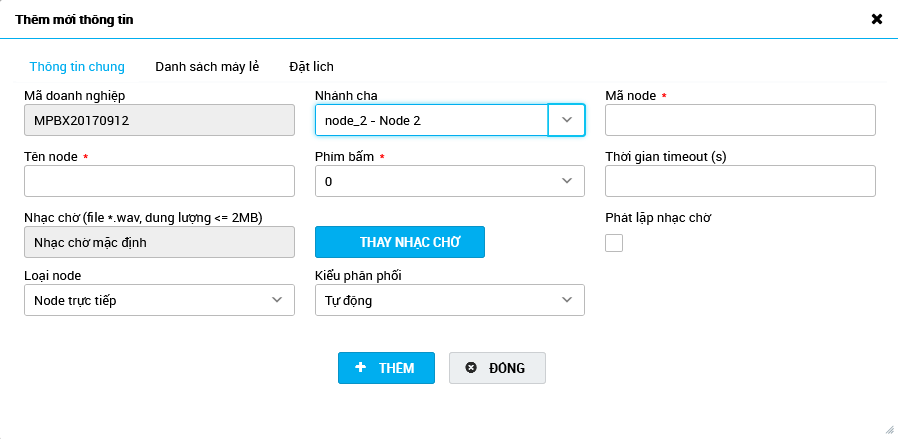 Thêm mới thông tin
Thông tin chung Danh sách máy lẻ Đặt lich
Mã doanh nghiệp Nhánh cha Mã node *
MPBX20170912 node_2 - Node 2
Tên node * Phím bấm * Thời gian timeout (s)
0
Nhạc chờ (file *.wav, dung lượng <= 2MB) Phát lặp nhạc chờ
Nhạc chờ mặc định THAY NHẠC CHỜ
Loại node Kiểu phân phối
Node trực tiếp Tự động
THÊM ĐÓNG